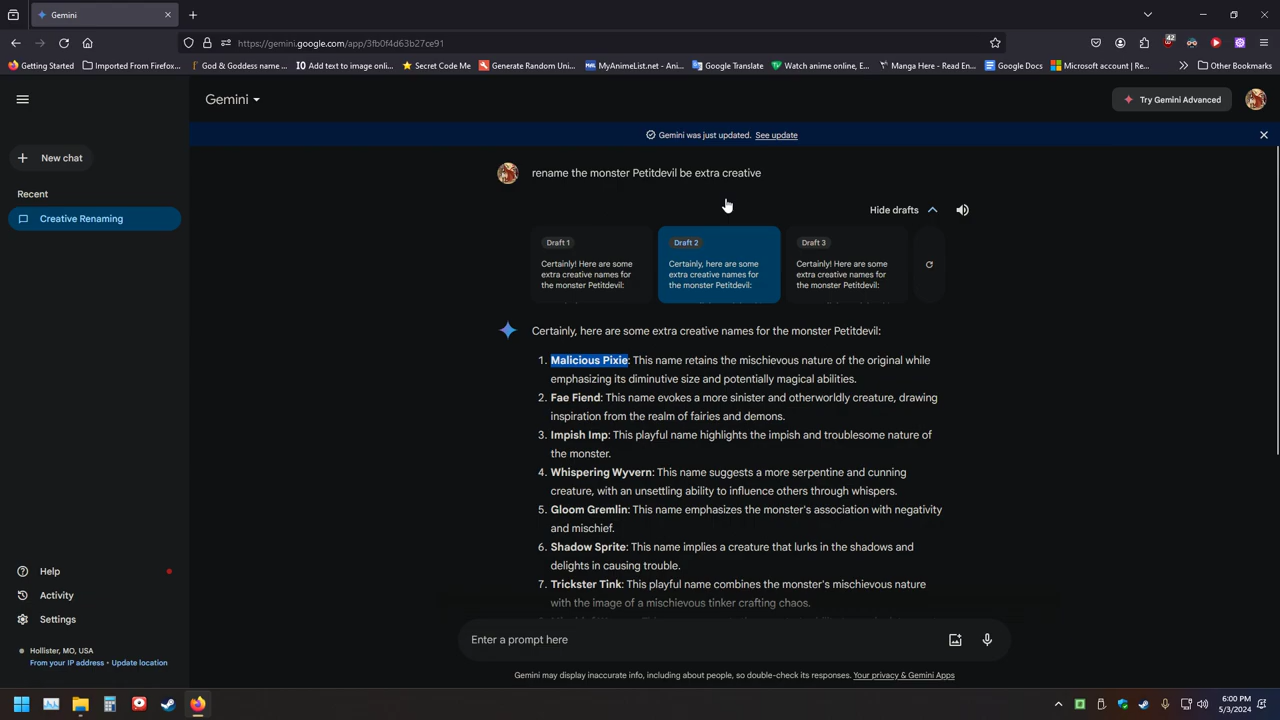 Gemini
https://gemini.google.com/app/3fb0f4d63b27ce91
Getting Started
Imported From Firefox...
God & Goddess name ...
Add text to image onli...
Secret Code Me
Generate Random Uni...
MyAnimeList.net - Ani...
Google Translate
Watch anime online, E...
Manga Here - Read En...
Google Docs
Microsoft account | Re...
Other Bookmarks
42
Gemini
Try Gemini Advanced
Gemini was just updated. See update
New chat
Recent
Creative Renaming
rename the monster Petitdevil be extra creative
Hide drafts
Draft 1
Certainly! Here are some
extra creative names for
the monster Petitdevil:
Draft 2
Certainly, here are some
extra creative names for
the monster Petitdevil:
Draft 3
Certainly! Here are some
extra creative names for
the monster Petitdevil:
Certainly, here are some extra creative names for the monster Petitdevil:
1. Malicious Pixie: This name retains the mischievous nature of the original while
emphasizing its diminutive size and potentially magical abilities.
2. Fae Fiend: This name evokes a more sinister and otherworldly creature, drawing
inspiration from the realm of fairies and demons.
3. Impish Imp: This playful name highlights the impish and troublesome nature of
the monster.
4. Whispering Wyvern: This name suggests a more serpentine and cunning
creature, with an unsettling ability to influence others through whispers.
5. Gloom Gremlin: This name emphasizes the monster's association with negativity
and mischief.
6. Shadow Sprite: This name implies a creature that lurks in the shadows and
delights in causing trouble.
7. Trickster Tink: This playful name combines the monster's mischievous nature
with the image of a mischievous tinker crafting chaos.
Help
Activity
Settings
Hollister, MO, USA
From your IP address • Update location
Enter a prompt here
Gemini may display inaccurate info, including about people, so double-check its responses. Your privacy & Gemini Apps
6:00 PM
5/3/2024